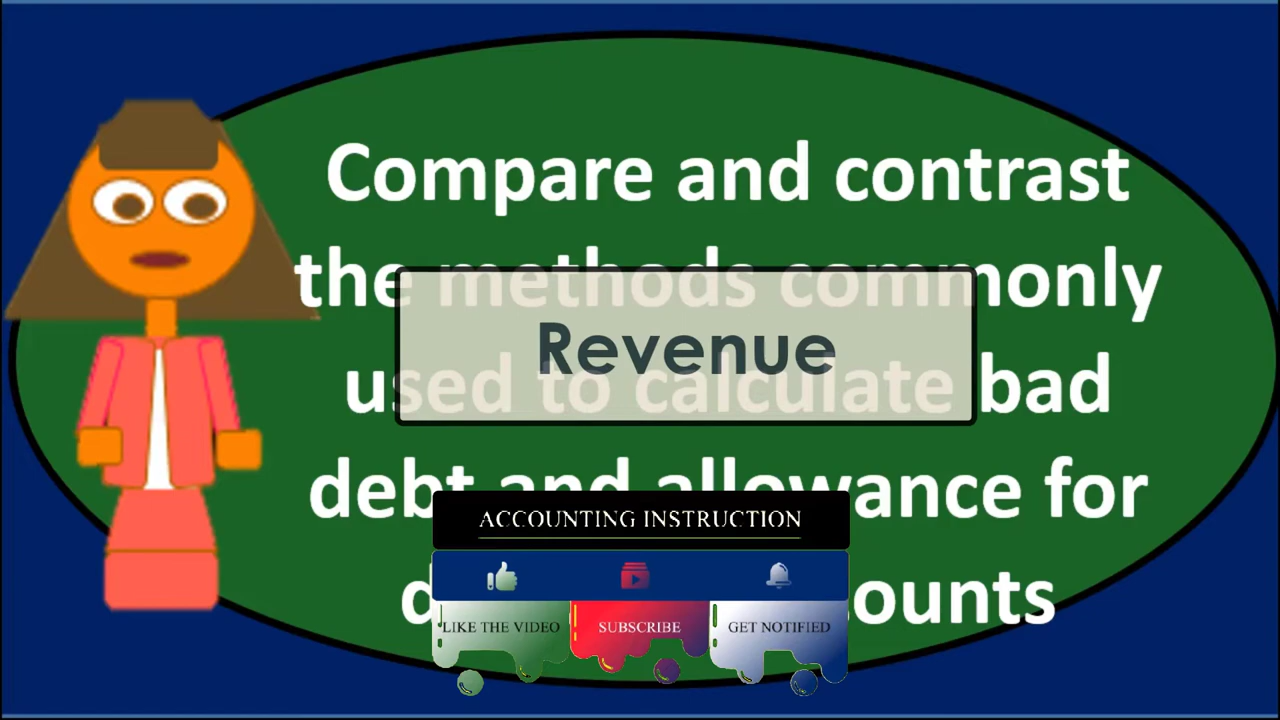 Compare and contrast
the methods commonly
Revenue
used to calculate bad
debt and allowance for
ACCOUNTING INSTRUCTION
ounts
LIKE THE VIDEO
SUBSCRIBE
GET NOTIFIED